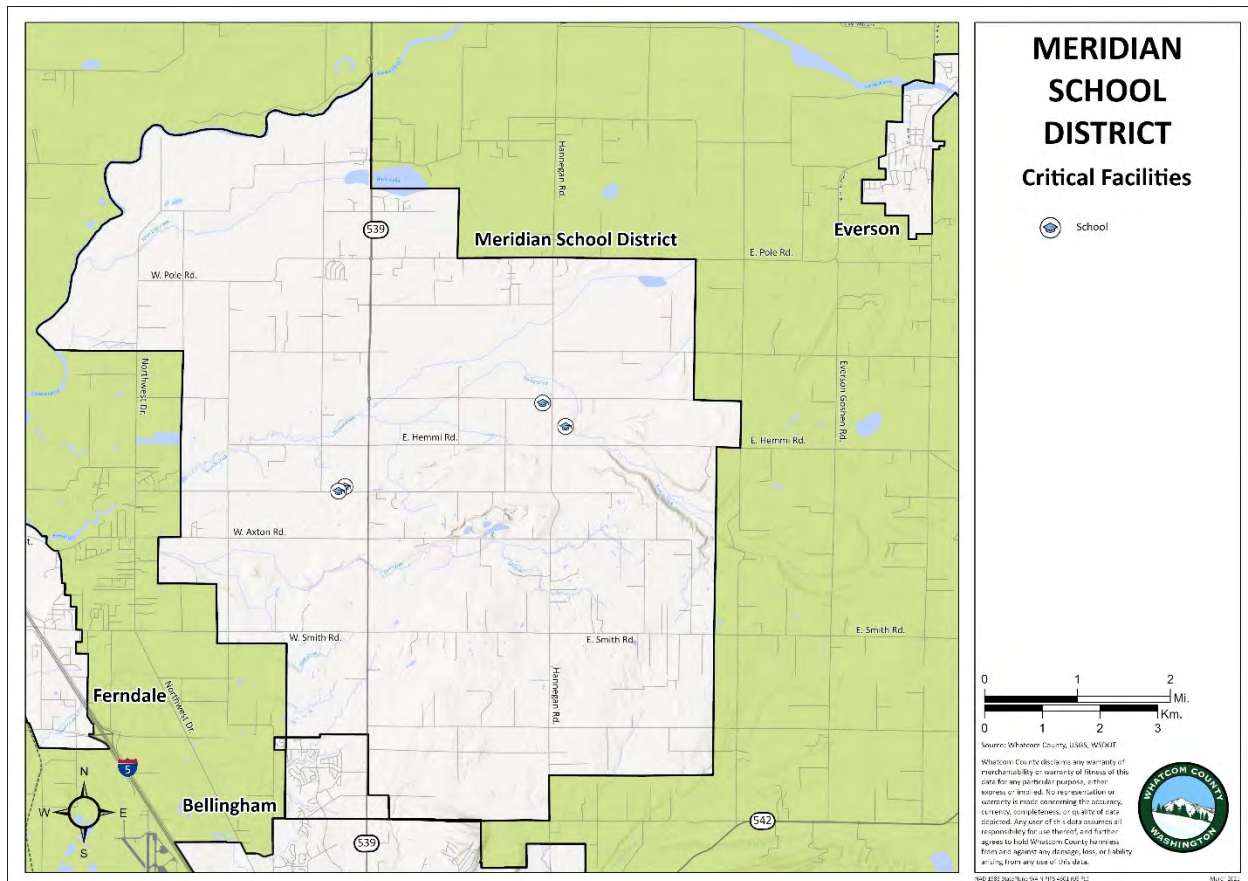 MERIDIAN
SCHOOL
DISTRICT
Critical Facilities
School
Hannegan Rd.
539
Meridian School District
Everson
E. Pole Rd.
W. Pole Rd.
Northwest Dr.
Everson Goshen Rd.
E. Hemmi Rd.
E. Hemmi Rd.
W. Axton Rd.
t.
W. Smith Rd.
E. Smith Rd.
E. Smith Rd.
Hannegan Rd.
Ferndale
Northwest Dr.
5
N
W
E
S
Bellingham
539
542
0 1 2
Mi.
Km.
0 1 2 3
Source: Whatcom County, USGS, WSDOT
Whatcom County disclaims any warranty of
merchantability or warranty of fitness of this
data for any particular purpose, either
express or implied. No representation or
warranty is made concerning the accuracy,
currency, completeness, or quality of data
depicted. Any user of this data assumes all
responsibility for use thereof, and further
agrees to hold Whatcom County harmless
from and against any damage, loss, or liability
arising from any use of this data.
WHATCOM COUNTY
WASHINGTON
March 2021